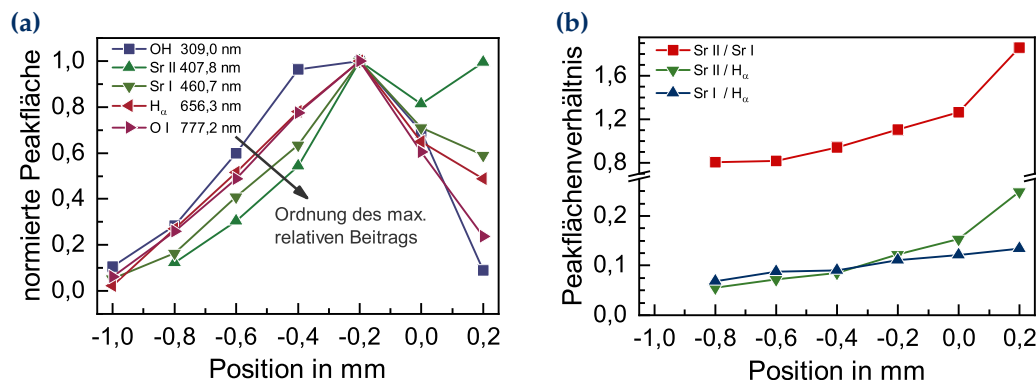 (a)
normierte Peakfläche
1,0
0,8
0,6
0,4
0,2
0,0
OH 309,0 nm
Sr II 407,8 nm
Sr I 460,7 nm
Hα 656,3 nm
O I 777,2 nm
Ordnung des max.
relativen Beitrags
-1,0 -0,8 -0,6 -0,4 -0,2 0,0 0,2
Position in mm
(b)
Peakflächenverhältnis
1,6
1,2
0,8
0,2
0,1
0,0
Sr II / Sr I
Sr II / Hα
Sr I / Hα
-1,0 -0,8 -0,6 -0,4 -0,2 0,0 0,2
Position in mm